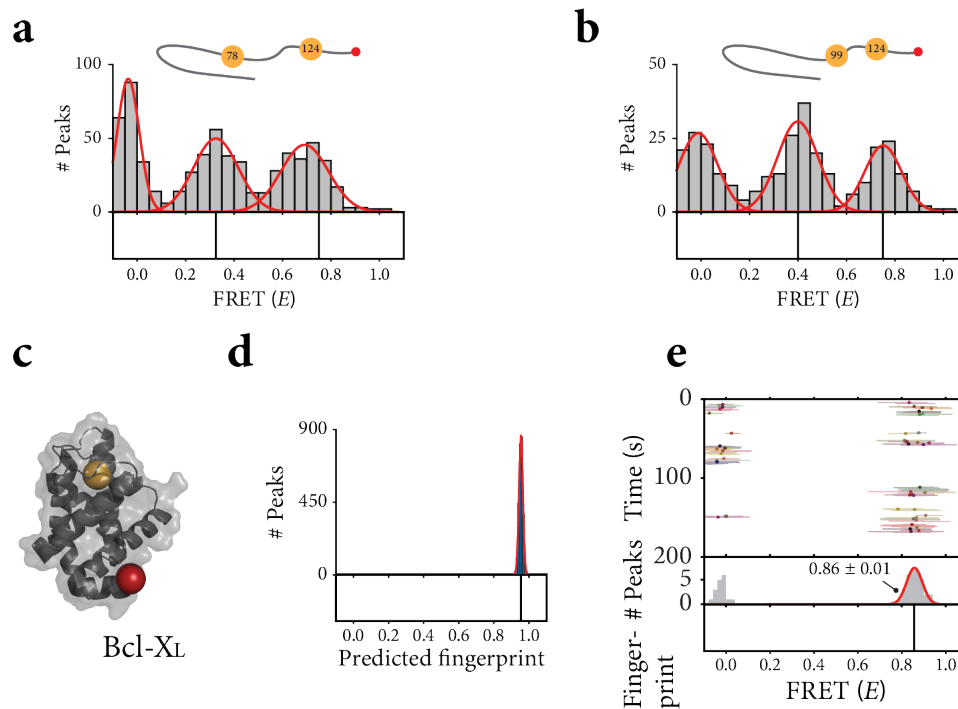 a
78
124
100
50
0
# Peaks
0.0 0.2 0.4 0.6 0.8 1.0
FRET (E)
b
99
124
50
25
0
# Peaks
0.0 0.2 0.4 0.6 0.8 1.0
FRET (E)
c
Bcl-XL
d
900
450
0
# Peaks
0.0 0.2 0.4 0.6 0.8 1.0
Predicted fingerprint
e
0
100
200
Time (s)
0.86 ± 0.01
5
0
# Peaks
Finger-
print
0.0 0.2 0.4 0.6 0.8 1.0
FRET (E)